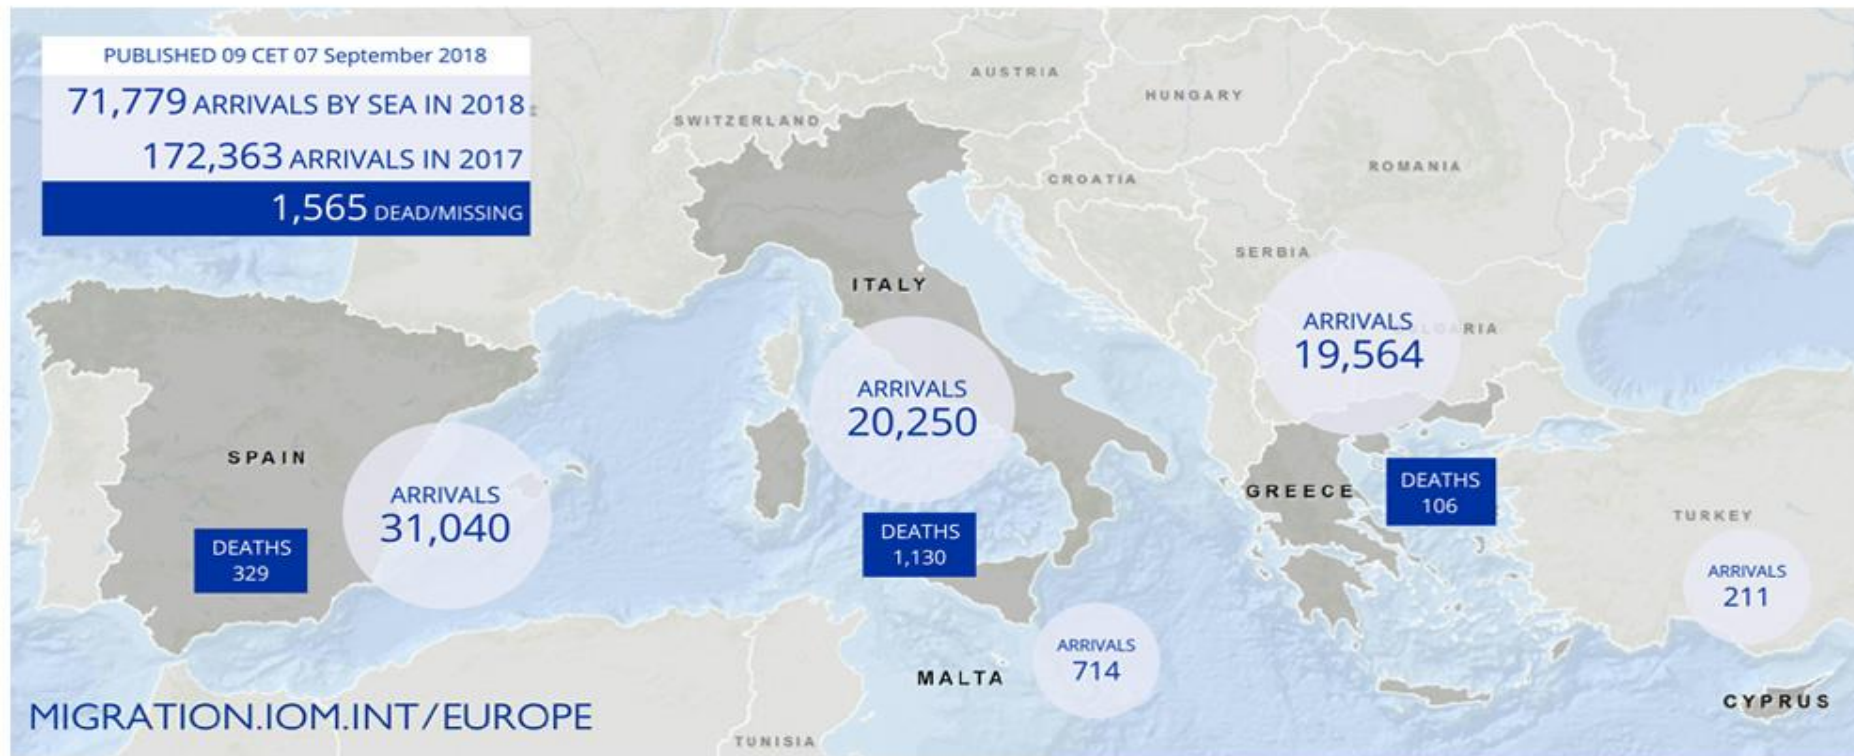 PUBLISHED 09 CET 07 September 2018
71,779 ARRIVALS BY SEA IN 2018
172,363 ARRIVALS IN 2017
1,565 DEAD/MISSING
AUSTRIA
HUNGARY
SWITZERLAND
ROMANIA
CROATIA
SERBIA
ITALY
ARRIVALS
19,564
ARRIVALS
20,250
SPAIN
ARRIVALS
31,040
GREECE
DEATHS
106
TURKEY
DEATHS
329
DEATHS
1,130
ARRIVALS
211
ARRIVALS
714
MALTA
CYPRUS
MIGRATION.IOM.INT/EUROPE
TUNISIA